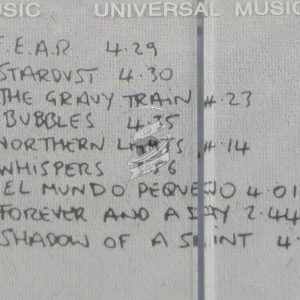 USIC UNIVERSAL MUSIC
F.E.A.R 4.29
STARDUST 4.30
THE GRAVY TRAIN 4.23
BUBBLES 4.35
NORTHERN LIGHTS 4.14
WHISPERS
EL MUNDO PEQUEÑO 4.01
FOREVER AND A DAY 2.44
SHADOW OF A SAINT 4.